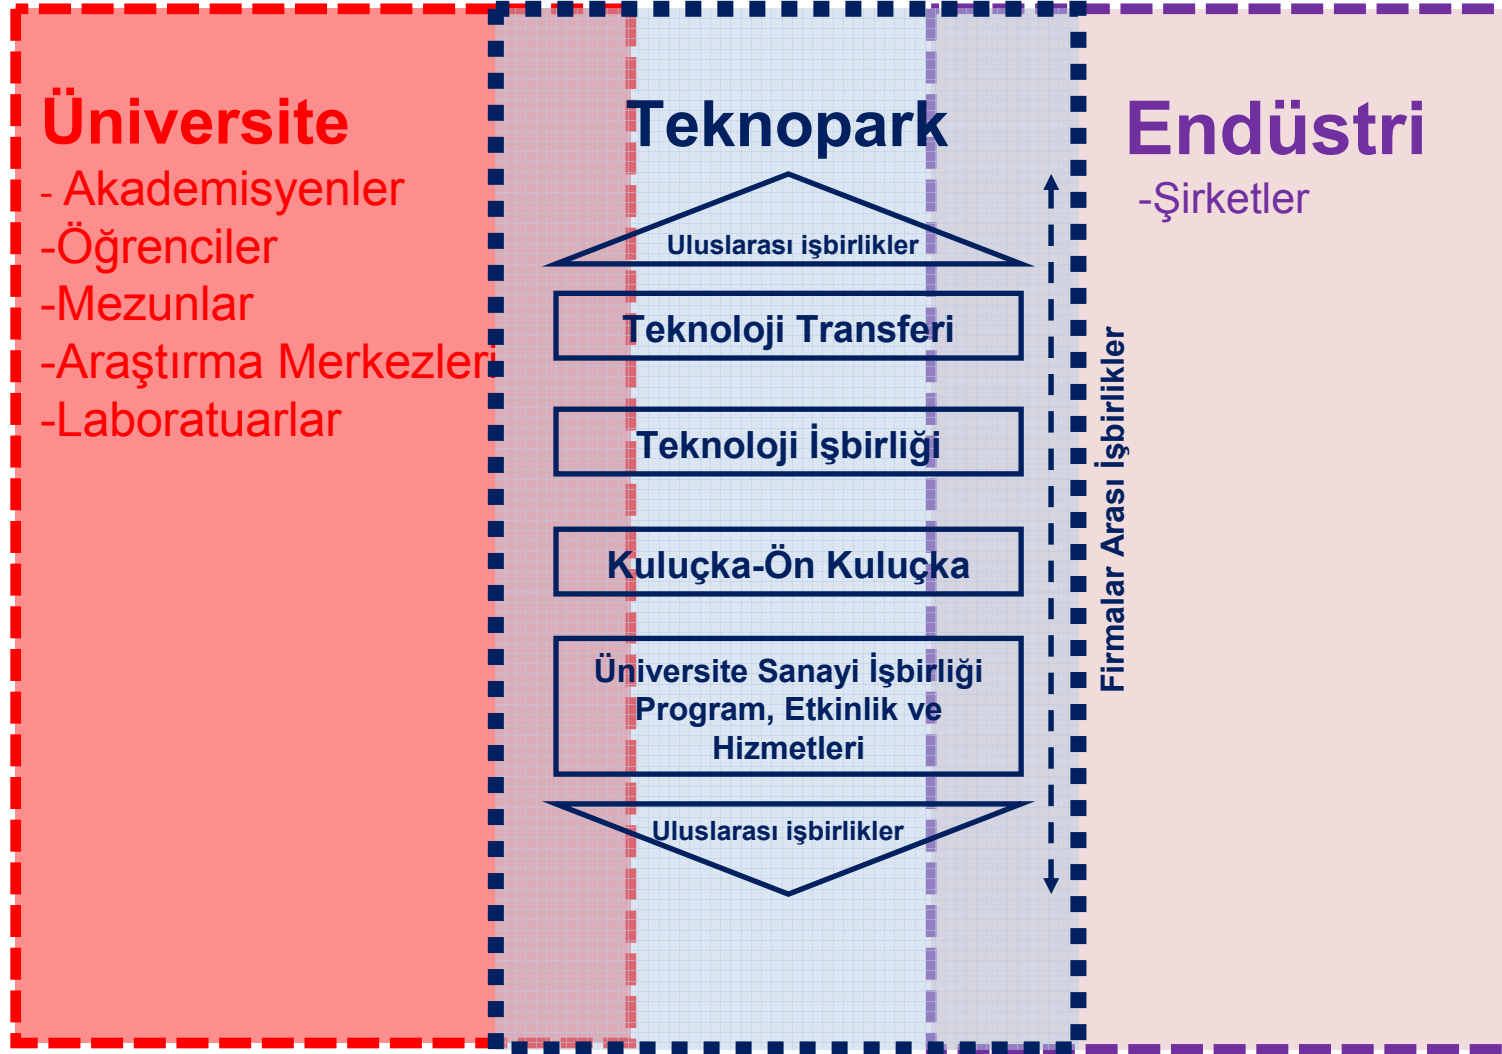 Üniversite
- Akademisyenler
-Öğrenciler
-Mezunlar
-Araştırma Merkezleri
-Laboratuarlar
Teknopark
Uluslarası işbirlikler
Teknoloji Transferi
Teknoloji İşbirliği
Kuluçka-Ön Kuluçka
Üniversite Sanayi İşbirliği
Program, Etkinlik ve
Hizmetleri
Uluslarası işbirlikler
Firmalar Arası İşbirlikler
Endüstri
-Şirketler